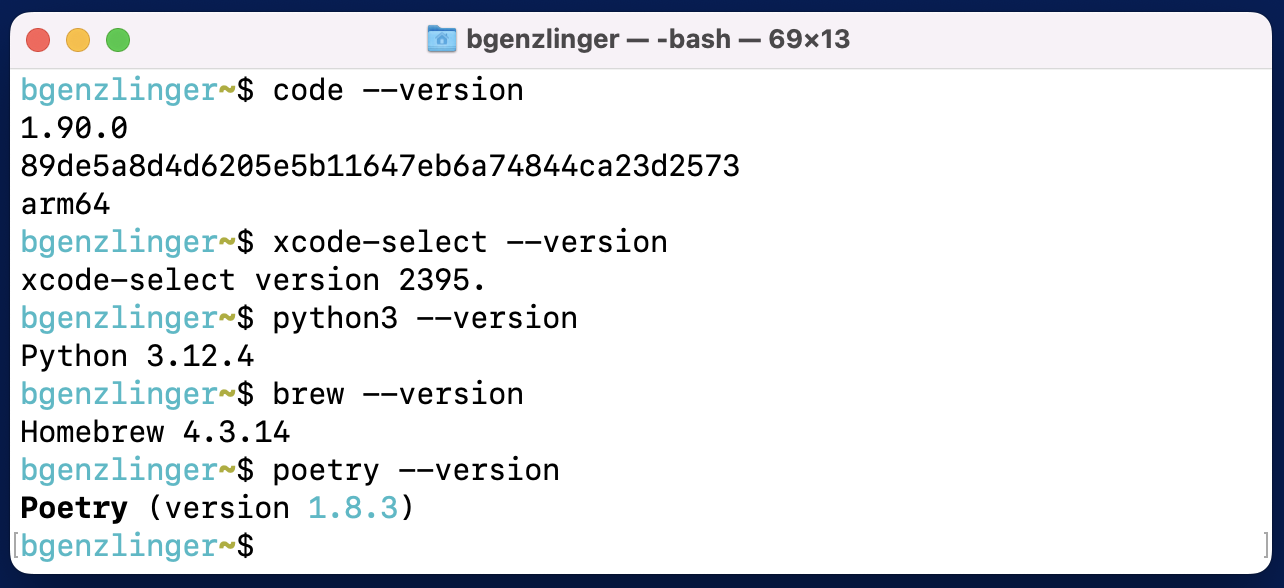 bgenzlinger — -bash — 69×13
bgenzlinger~$ code --version
1.90.0
89de5a8d4d6205e5b11647eb6a74844ca23d2573
arm64
bgenzlinger~$ xcode-select --version
xcode-select version 2395.
bgenzlinger~$ python3 --version
Python 3.12.4
bgenzlinger~$ brew --version
Homebrew 4.3.14
bgenzlinger~$ poetry --version
Poetry (version 1.8.3)
[bgenzlinger~$ ]